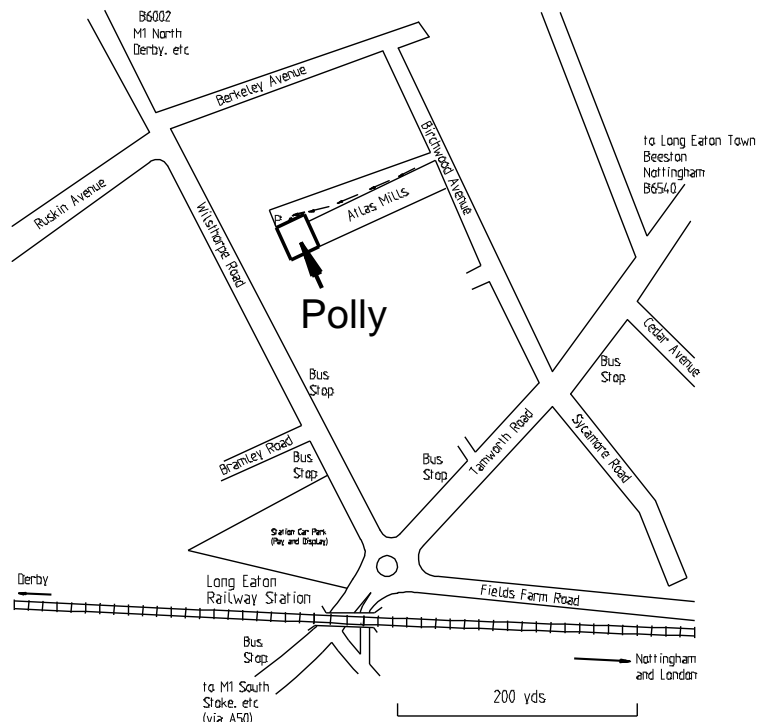 B6002
M1 North
Derby, etc
Berkeley Avenue
Birchwood Avenue
to Long Eaton Town
Beeston
Nottingham
B6540
Ruskin Avenue
Wilsthorpe Road
P
Atlas Mills
Polly
Cedar Avenue
Bus
Stop
Bus
Stop
Bramley Road
Bus
Stop
Bus
Stop
Tamworth Road
Sycamore Road
Station Car Park
(Pay and Display)
Derby
Long Eaton
Railway Station
Fields Farm Road
Bus
Stop
Nottingham
and London
to M1 South
Stoke, etc
(via A50)
200 yds